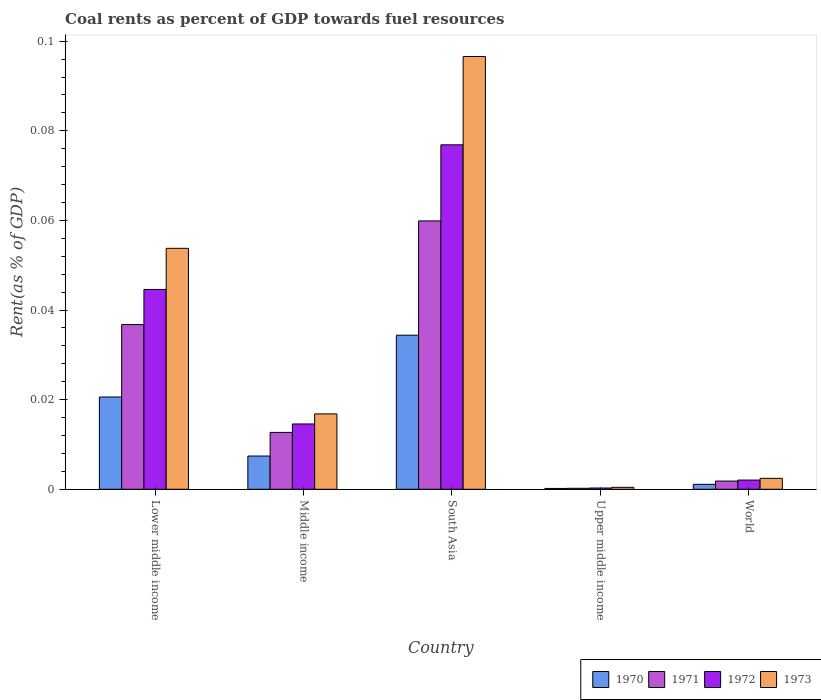 Coal rents as percent of GDP towards fuel resources
Rent(as % of GDP)
0.1
0.08
0.06
0.04
0.02
0
Lower middle income
Middle income
South Asia
Upper middle income
World
Country
1970
1971
1972
1973